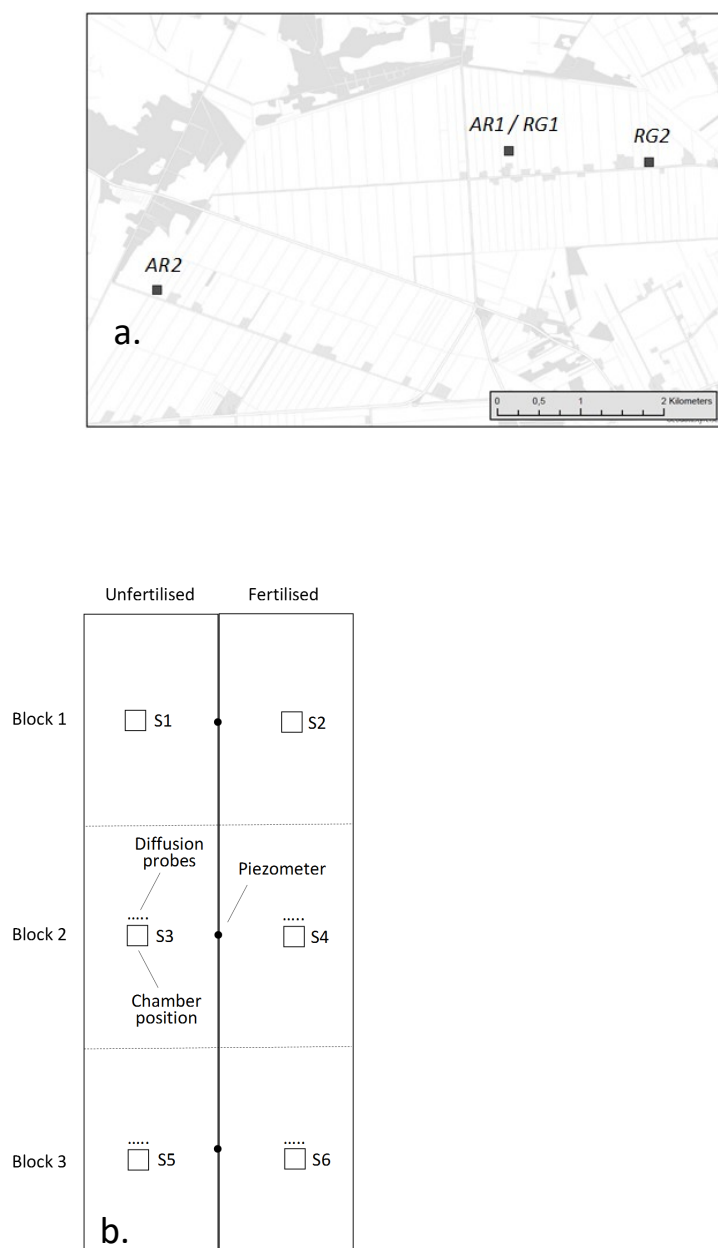 AR1 / RG1
RG2
AR2
a.
0 0,5 1 2 Kilometers
Unfertilised Fertilised
Block 1
S1
S2
Diffusion
probes
Piezometer
Block 2
S3
S4
Chamber
position
Block 3
S5
S6
b.